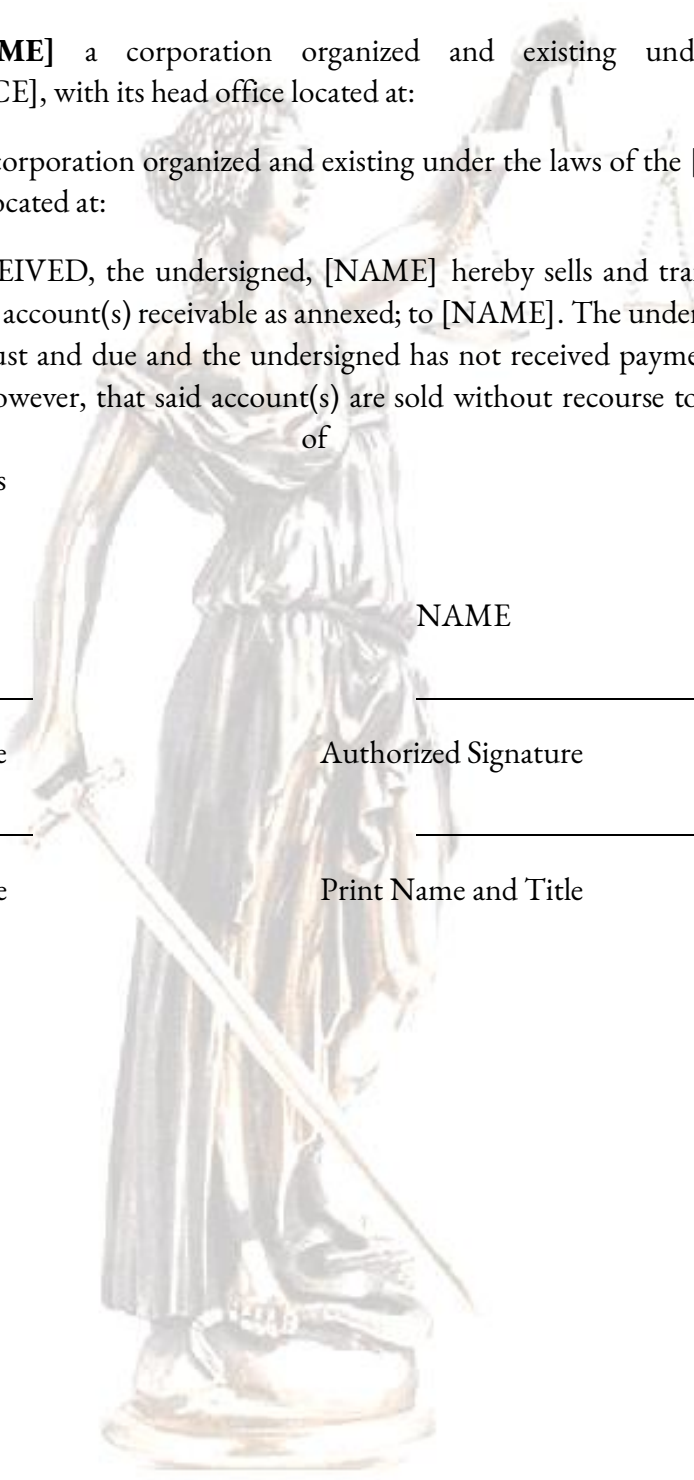 ME] a corporation organized and existing und
CE], with its head office located at:
corporation organized and existing under the laws of the [
ocated at:
EIVED, the undersigned, [NAME] hereby sells and tra
account(s) receivable as annexed; to [NAME]. The under
ust and due and the undersigned has not received payme
owever, that said account(s) are sold without recourse to
of
s
NAME
e Authorized Signature
e Print Name and Title